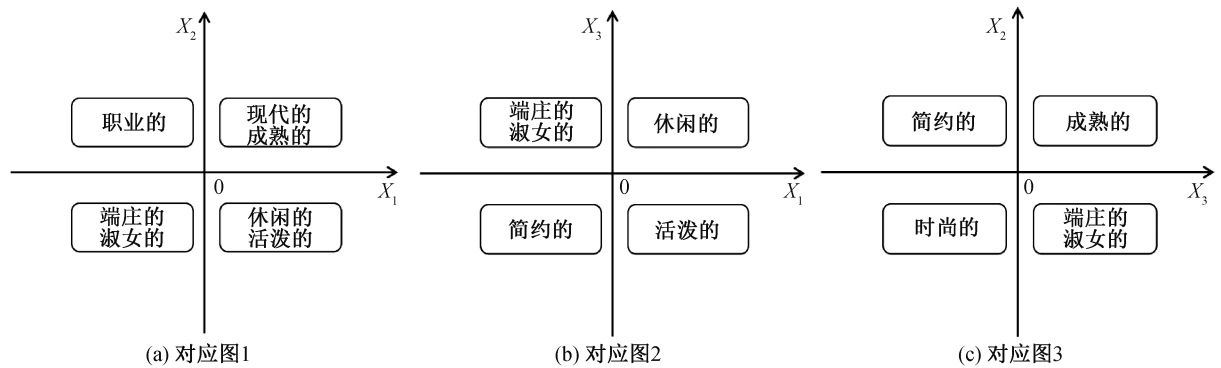 X₂
职业的
现代的
成熟的
0
X₁
端庄的
淑女的
休闲的
活泼的
(a) 对应图1
X₃
端庄的
淑女的
休闲的
0
X₁
简约的
活泼的
(b) 对应图2
X₂
简约的
成熟的
0
X₃
时尚的
端庄的
淑女的
(c) 对应图3